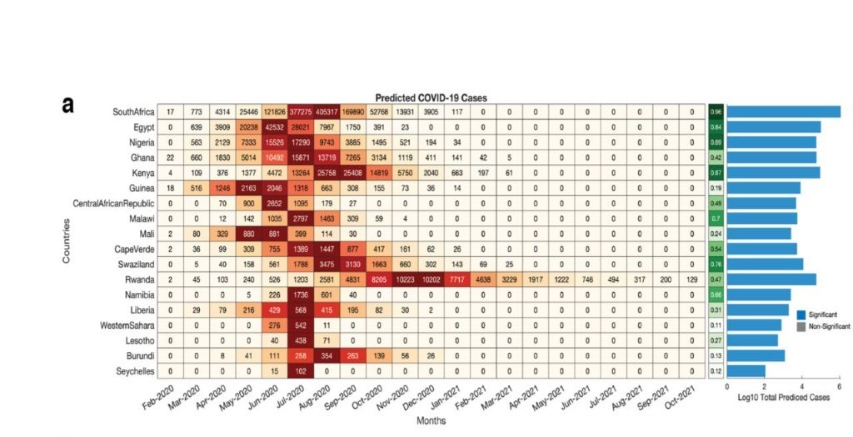 a
Predicted COVID-19 Cases
SouthAfrica 17 773 4314 25446 121826 377275 405317 169890 52768 13931 3905 117 0 0 0 0 0 0 0 0 0 0.96
Egypt 0 639 3909 20238 42532 28021 7967 1750 391 23 0 0 0 0 0 0 0 0 0 0 0 0.84
Nigeria 0 563 2129 7333 15526 17290 9743 3885 1495 521 194 34 0 0 0 0 0 0 0 0 0
Ghana 22 660 1830 5014 10492 15871 13719 7265 3134 1119 411 141 42 5 0 0 0 0 0 0 0 0.42
Kenya 4 109 376 1377 4472 13264 25758 25408 14819 5750 2040 663 197 61 0 0 0 0 0 0 0 0.87
Guinea 18 516 1246 2163 2046 1318 663 308 155 73 36 14 0 0 0 0 0 0 0 0 0 0.19
CentralAfricanRepublic 0 0 70 900 2652 1095 179 27 0 0 0 0 0 0 0 0 0 0 0 0 0
Malawi 0 0 12 142 1035 2797 1463 309 59 4 0 0 0 0 0 0 0 0 0 0 0 0.7
Mali 2 80 329 880 881 399 114 30 0 0 0 0 0 0 0 0 0 0 0 0 0 0.24
CapeVerde 2 36 99 309 755 1389 1447 877 417 161 62 26 0 0 0 0 0 0 0 0 0 0.54
Swaziland 0 5 40 158 561 1788 3475 3130 1663 660 302 143 69 25 0 0 0 0 0 0 0 0.76
Rwanda 2 45 103 240 526 1203 2581 4831 8205 10223 10202 7717 4638 3229 1917 1222 746 494 317 200 129 0.47
Namibia 0 0 0 5 226 1736 601 40 0 0 0 0 0 0 0 0 0 0 0 0 0
Liberia 0 29 79 216 429 568 415 195 82 30 2 0 0 0 0 0 0 0 0 0 0 0.31
WesternSahara 0 0 0 0 276 542 11 0 0 0 0 0 0 0 0 0 0 0 0 0 0 0.11
Lesotho 0 0 0 0 40 438 71 0 0 0 0 0 0 0 0 0 0 0 0 0 0 0.27
Burundi 0 0 8 41 111 258 354 263 139 56 26 0 0 0 0 0 0 0 0 0 0 0.13
Seychelles 0 0 0 0 15 102 0 0 0 0 0 0 0 0 0 0 0 0 0 0 0 0.12
Countries
Significant
Non-Significant
Feb-2020 Mar-2020 Apr-2020 May-2020 Jun-2020 Jul-2020 Aug-2020 Sep-2020 Oct-2020 Nov-2020 Dec-2020 Jan-2021 Feb-2021 Mar-2021 Apr-2021 May-2021 Jun-2021 Jul-2021 Aug-2021 Sep-2021 Oct-2021
0 2 4 6
Months
Log10 Total Prediced Cases